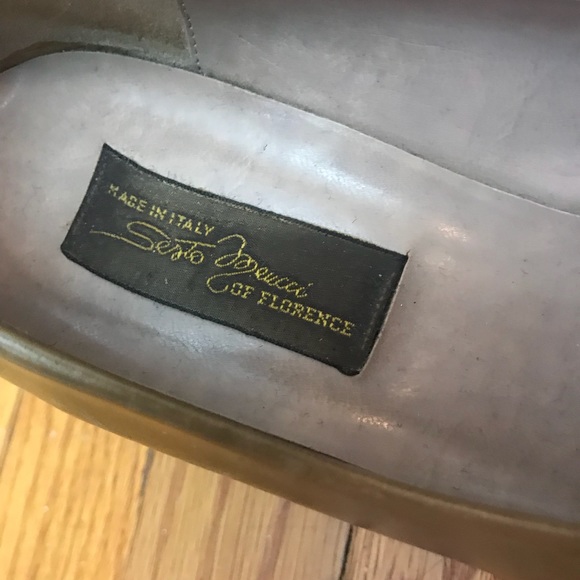 MADE IN ITALY
Sesto Meucci
OF FLORENCE